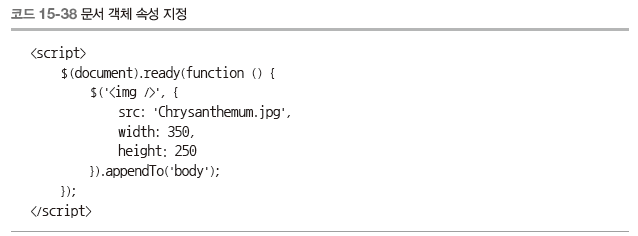 코드 15-38 문서 객체 속성 지정
<script>
$(document).ready(function () {
$('<img />', {
src: 'Chrysanthemum.jpg',
width: 350,
height: 250
}).appendTo('body');
});
</script>